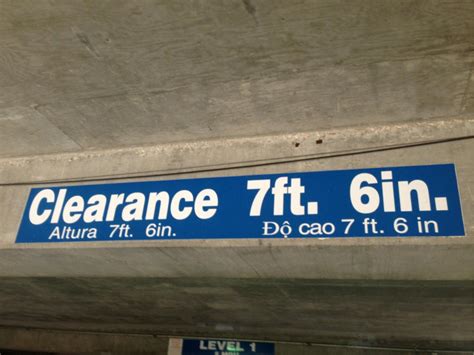 Clearance 7ft. 6in.
Altura 7ft. 6in. Độ cao 7 ft. 6 in
LEVEL 1